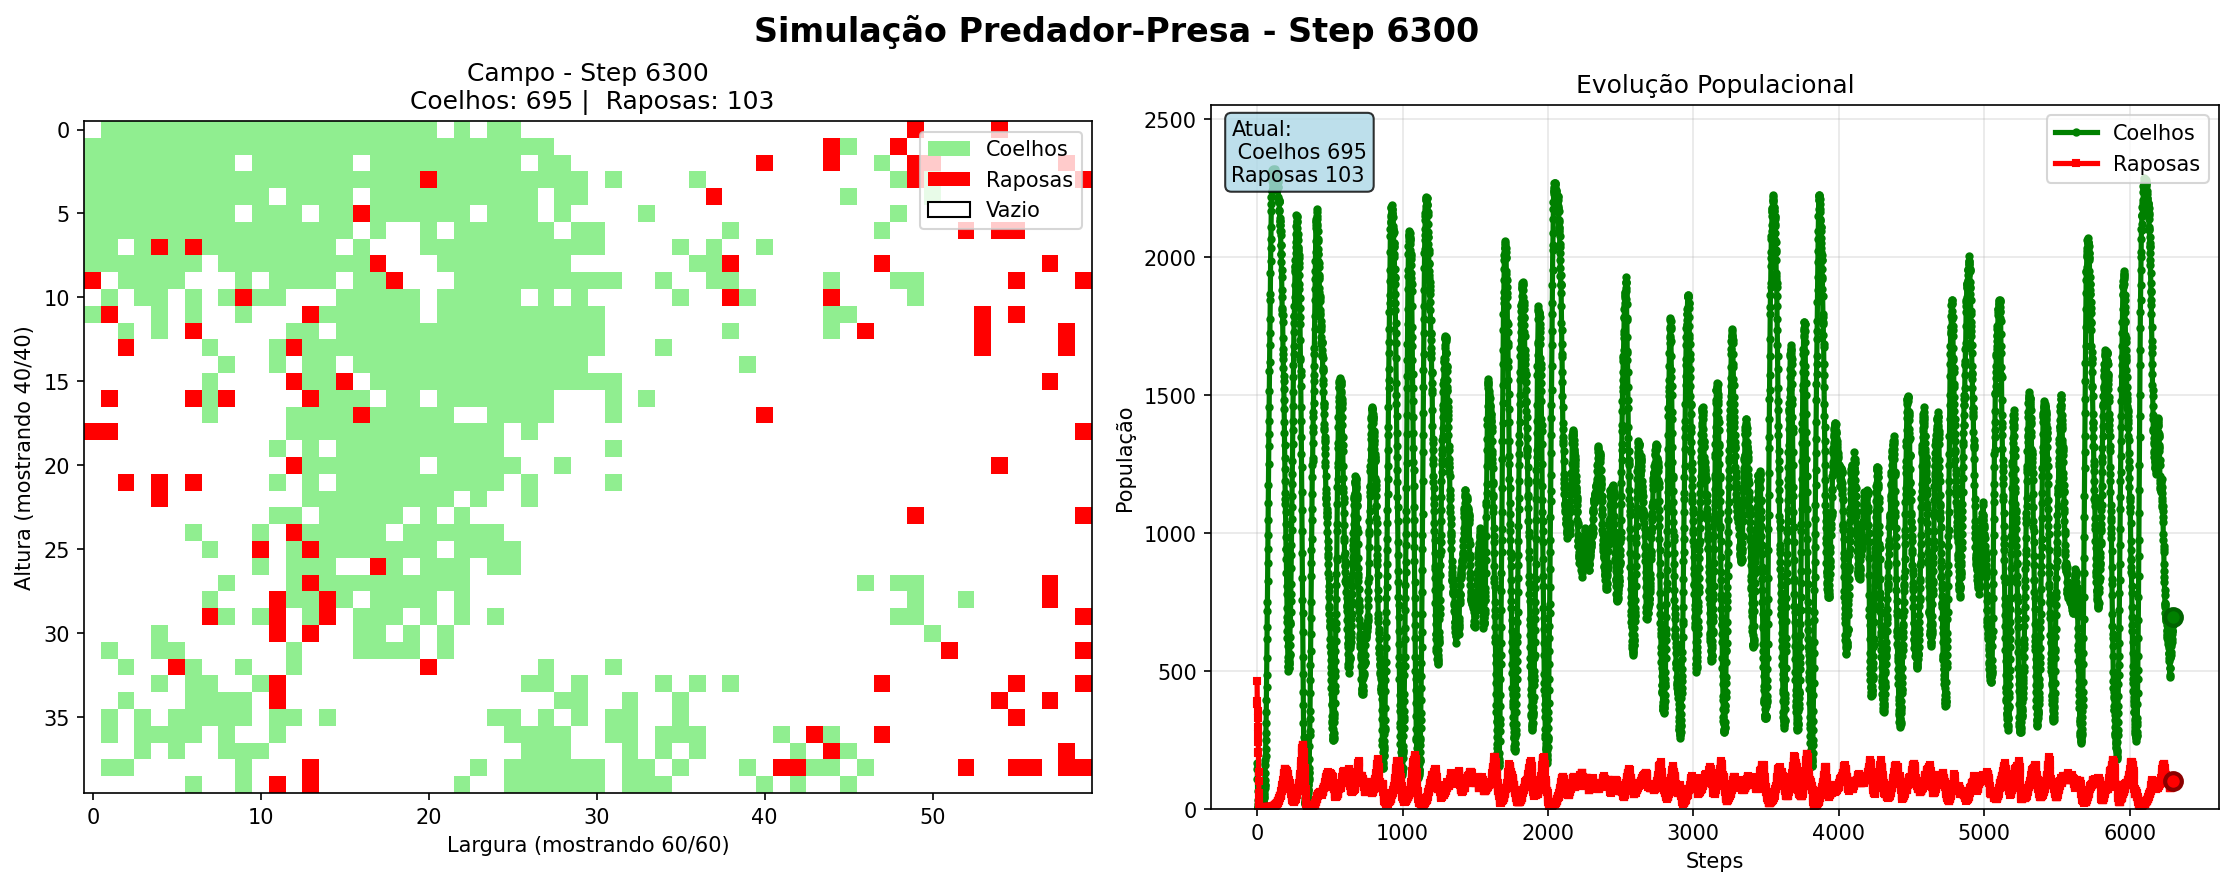 Simulação Predador-Presa - Step 6300
Campo - Step 6300
Coelhos: 695 | Raposas: 103
Altura (mostrando 40/40)
0
5
10
15
20
25
30
35
0
10
20
30
40
50
Largura (mostrando 60/60)
Coelhos
Raposas
Vazio
Evolução Populacional
População
2500
2000
1500
1000
500
0
0
1000
2000
3000
4000
5000
6000
Steps
Atual:
Coelhos 695
Raposas 103
Coelhos
Raposas